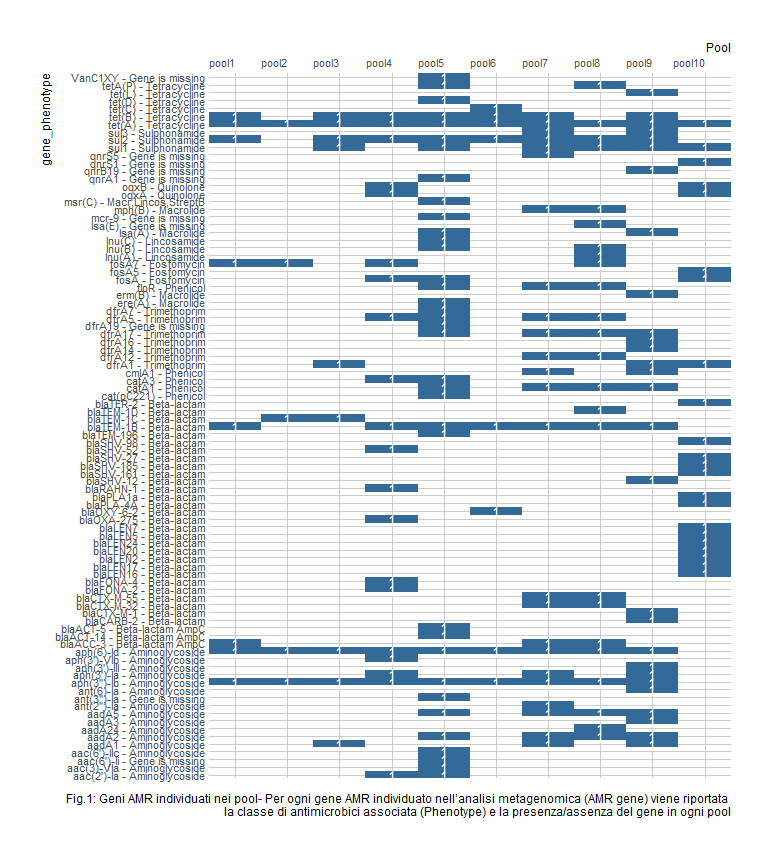 Pool
pool1 pool2 pool3 pool4 pool5 pool6 pool7 pool8 pool9 pool10
gene_phenotype
VanC1XY - Gene is missing
tetA(P) - Tetracycline
tet(L) - Tetracycline
tet(D) - Tetracycline
tet(C) - Tetracycline
tet(B) - Tetracycline
tet(A) - Tetracycline
sul3 - Sulphonamide
sul2 - Sulphonamide
sul1 - Sulphonamide
qnrS5 - Gene is missing
qnrS1 - Gene is missing
qnrB19 - Gene is missing
qnrA1 - Gene is missing
oqxB - Quinolone
oqxA - Quinolone
msr(C) - Macr.Lincos.StreptB
mph(B) - Macrolide
mcr-9 - Gene is missing
lsa(E) - Gene is missing
lsa(A) - Macrolide
lnu(C) - Lincosamide
lnu(B) - Lincosamide
lnu(A) - Lincosamide
fosA7 - Fosfomycin
fosA5 - Fosfomycin
fosA - Fosfomycin
floR - Phenicol
erm(B) - Macrolide
ere(A) - Macrolide
dfrA7 - Trimethoprim
dfrA5 - Trimethoprim
dfrA19 - Gene is missing
dfrA17 - Trimethoprim
dfrA16 - Trimethoprim
dfrA14 - Trimethoprim
dfrA12 - Trimethoprim
dfrA1 - Trimethoprim
cmlA1 - Phenicol
catA3 - Phenicol
catA1 - Phenicol
cat(pC221) - Phenicol
blaTER-2 - Beta-lactam
blaTEM-1D - Beta-lactam
blaTEM-1C - Beta-lactam
blaTEM-1B - Beta-lactam
blaTEM-196 - Beta-lactam
blaSHV-98 - Beta-lactam
blaSHV-52 - Beta-lactam
blaSHV-27 - Beta-lactam
blaSHV-185 - Beta-lactam
blaSHV-161 - Beta-lactam
blaSHV-12 - Beta-lactam
blaRAHN-1 - Beta-lactam
blaPLA1a - Beta-lactam
blaPLA-4A - Beta-lactam
blaOXY-6-2 - Beta-lactam
blaOXA-275 - Beta-lactam
blaLEN7 - Beta-lactam
blaLEN5 - Beta-lactam
blaLEN24 - Beta-lactam
blaLEN20 - Beta-lactam
blaLEN2 - Beta-lactam
blaLEN17 - Beta-lactam
blaLEN16 - Beta-lactam
blaFONA-4 - Beta-lactam
blaFONA-2 - Beta-lactam
blaCTX-M-55 - Beta-lactam
blaCTX-M-32 - Beta-lactam
blaCTX-M-1 - Beta-lactam
blaCARB-2 - Beta-lactam
blaACT-5 - Beta-lactam AmpC
blaACT-14 - Beta-lactam AmpC
blaACC-3 - Beta-lactam AmpC
aph(6)-Id - Aminoglycoside
aph(3')-VIb - Aminoglycoside
aph(3')-III - Aminoglycoside
aph(3')-Ia - Aminoglycoside
aph(3'')-Ib - Aminoglycoside
ant(6)-Ia - Aminoglycoside
ant(3'')-Ia - Gene is missing
ant(2'')-Ia - Aminoglycoside
aadA5 - Aminoglycoside
aadA3 - Aminoglycoside
aadA24 - Aminoglycoside
aadA2 - Aminoglycoside
aadA1 - Aminoglycoside
aac(6')-IIc - Aminoglycoside
aac(6')-Ii - Gene is missing
aac(3)-VIa - Aminoglycoside
aac(2')-Ia - Aminoglycoside
Fig.1: Geni AMR individuati nei pool- Per ogni gene AMR individuato nell'analisi metagenomica (AMR gene) viene riportata
la classe di antimicrobici associata (Phenotype) e la presenza/assenza del gene in ogni pool